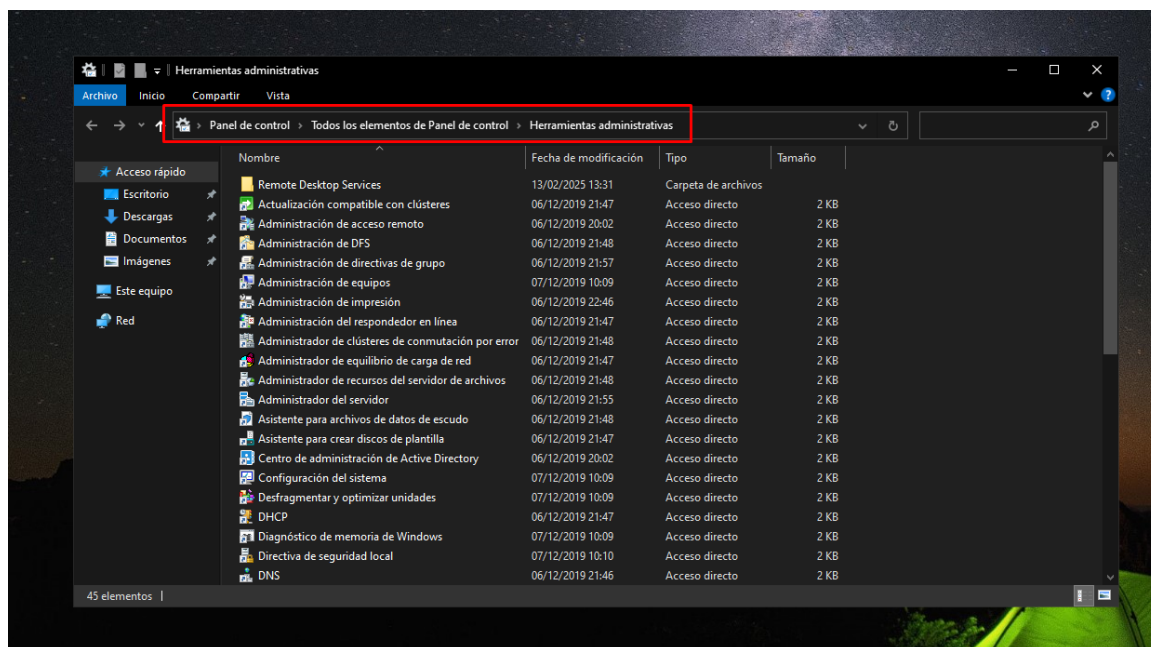 Herramientas administrativas
Archivo Inicio Compartir Vista
Panel de control > Todos los elementos de Panel de control > Herramientas administrativas
Acceso rápido
Escritorio
Descargas
Documentos
Imágenes
Este equipo
Red
Nombre Fecha de modificación Tipo Tamaño
Remote Desktop Services 13/02/2025 13:31 Carpeta de archivos
Actualización compatible con clústeres 06/12/2019 21:47 Acceso directo 2 KB
Administración de acceso remoto 06/12/2019 20:02 Acceso directo 2 KB
Administración de DFS 06/12/2019 21:48 Acceso directo 2 KB
Administración de directivas de grupo 06/12/2019 21:57 Acceso directo 2 KB
Administración de equipos 07/12/2019 10:09 Acceso directo 2 KB
Administración de impresión 06/12/2019 22:46 Acceso directo 2 KB
Administración del respondedor en línea 06/12/2019 21:47 Acceso directo 2 KB
Administrador de clústeres de conmutación por error 06/12/2019 21:48 Acceso directo 2 KB
Administrador de equilibrio de carga de red 06/12/2019 21:47 Acceso directo 2 KB
Administrador de recursos del servidor de archivos 06/12/2019 21:48 Acceso directo 2 KB
Administrador del servidor 06/12/2019 21:55 Acceso directo 2 KB
Asistente para archivos de datos de escudo 06/12/2019 21:48 Acceso directo 2 KB
Asistente para crear discos de plantilla 06/12/2019 21:47 Acceso directo 2 KB
Centro de administración de Active Directory 06/12/2019 20:02 Acceso directo 2 KB
Configuración del sistema 07/12/2019 10:09 Acceso directo 2 KB
Desfragmentar y optimizar unidades 07/12/2019 10:09 Acceso directo 2 KB
DHCP 06/12/2019 21:47 Acceso directo 2 KB
Diagnóstico de memoria de Windows 07/12/2019 10:09 Acceso directo 2 KB
Directiva de seguridad local 07/12/2019 10:10 Acceso directo 2 KB
DNS 06/12/2019 21:46 Acceso directo 2 KB
45 elementos